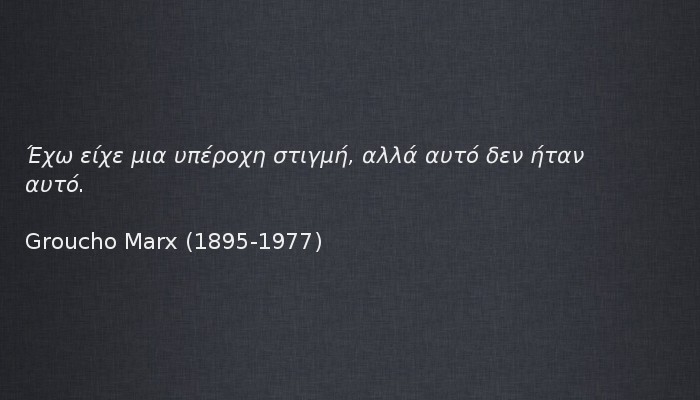 Έχω είχε μια υπέροχη στιγμή, αλλά αυτό δεν ήταν
αυτό.
Groucho Marx (1895-1977)